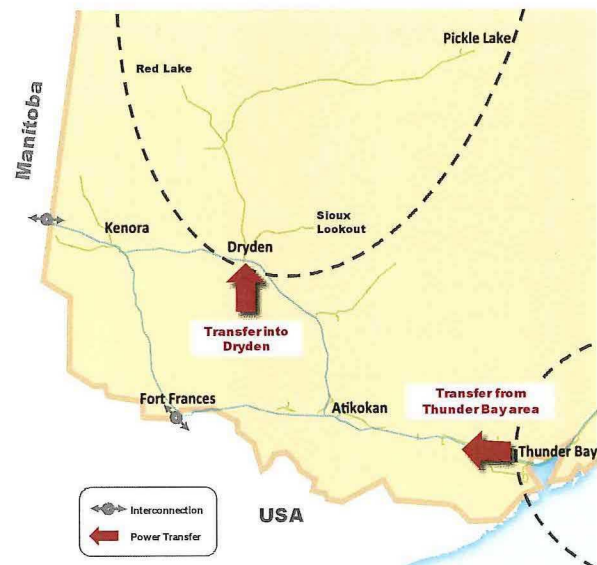 Pickle Lake
Red Lake
Manitoba
Kenora
Sioux
Lookout
Dryden
Transfer into
Dryden
Fort Frances
Atikokan
Transfer from
Thunder Bay area
Thunder Bay
Interconnection
Power Transfer
USA